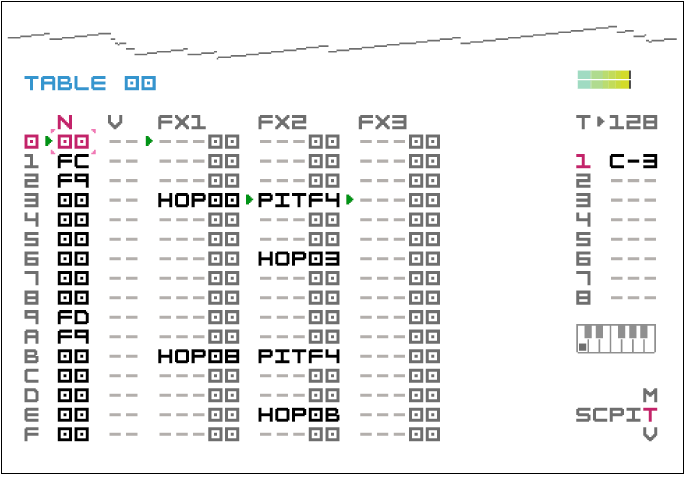 TABLE 00
N V FX1 FX2 FX3 T 128
0 00 -- ---00 ---00 ---00
1 FC -- ---00 ---00 ---00 1 C-3
2 F9 -- ---00 ---00 ---00 2 ---
3 00 -- HOP00 PITF4 ---00 3 ---
4 00 -- ---00 ---00 ---00 4 ---
5 00 -- ---00 ---00 ---00 5 ---
6 00 -- ---00 HOP03 ---00 6 ---
7 00 -- ---00 ---00 ---00 7 ---
8 00 -- ---00 ---00 ---00 8 ---
9 FD -- ---00 ---00 ---00
A F9 -- ---00 ---00 ---00
B 00 -- HOP08 PITF4 ---00
C 00 -- ---00 ---00 ---00
D 00 -- ---00 ---00 ---00 M
E 00 -- ---00 HOP0B ---00 SCPIT
F 00 -- ---00 ---00 ---00 V